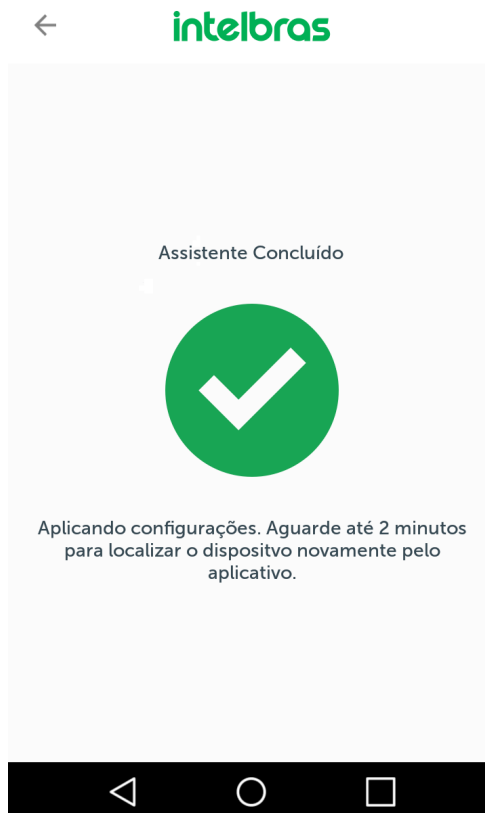 intelbras
Assistente Concluído
Aplicando configurações. Aguarde até 2 minutos
para localizar o dispositvo novamente pelo
aplicativo.